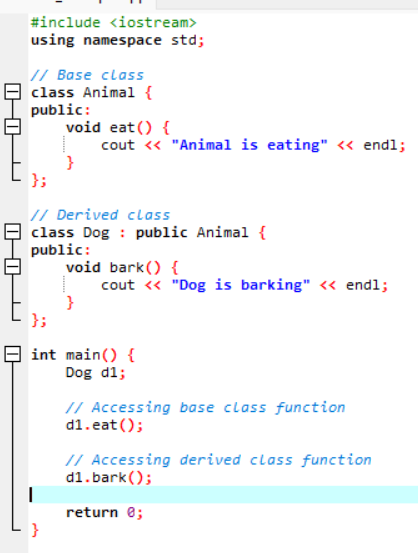 #include <iostream>
using namespace std;

// Base class
class Animal {
public:
    void eat() {
        cout << "Animal is eating" << endl;
    }
};

// Derived class
class Dog : public Animal {
public:
    void bark() {
        cout << "Dog is barking" << endl;
    }
};

int main() {
    Dog d1;

    // Accessing base class function
    d1.eat();

    // Accessing derived class function
    d1.bark();

    return 0;
}